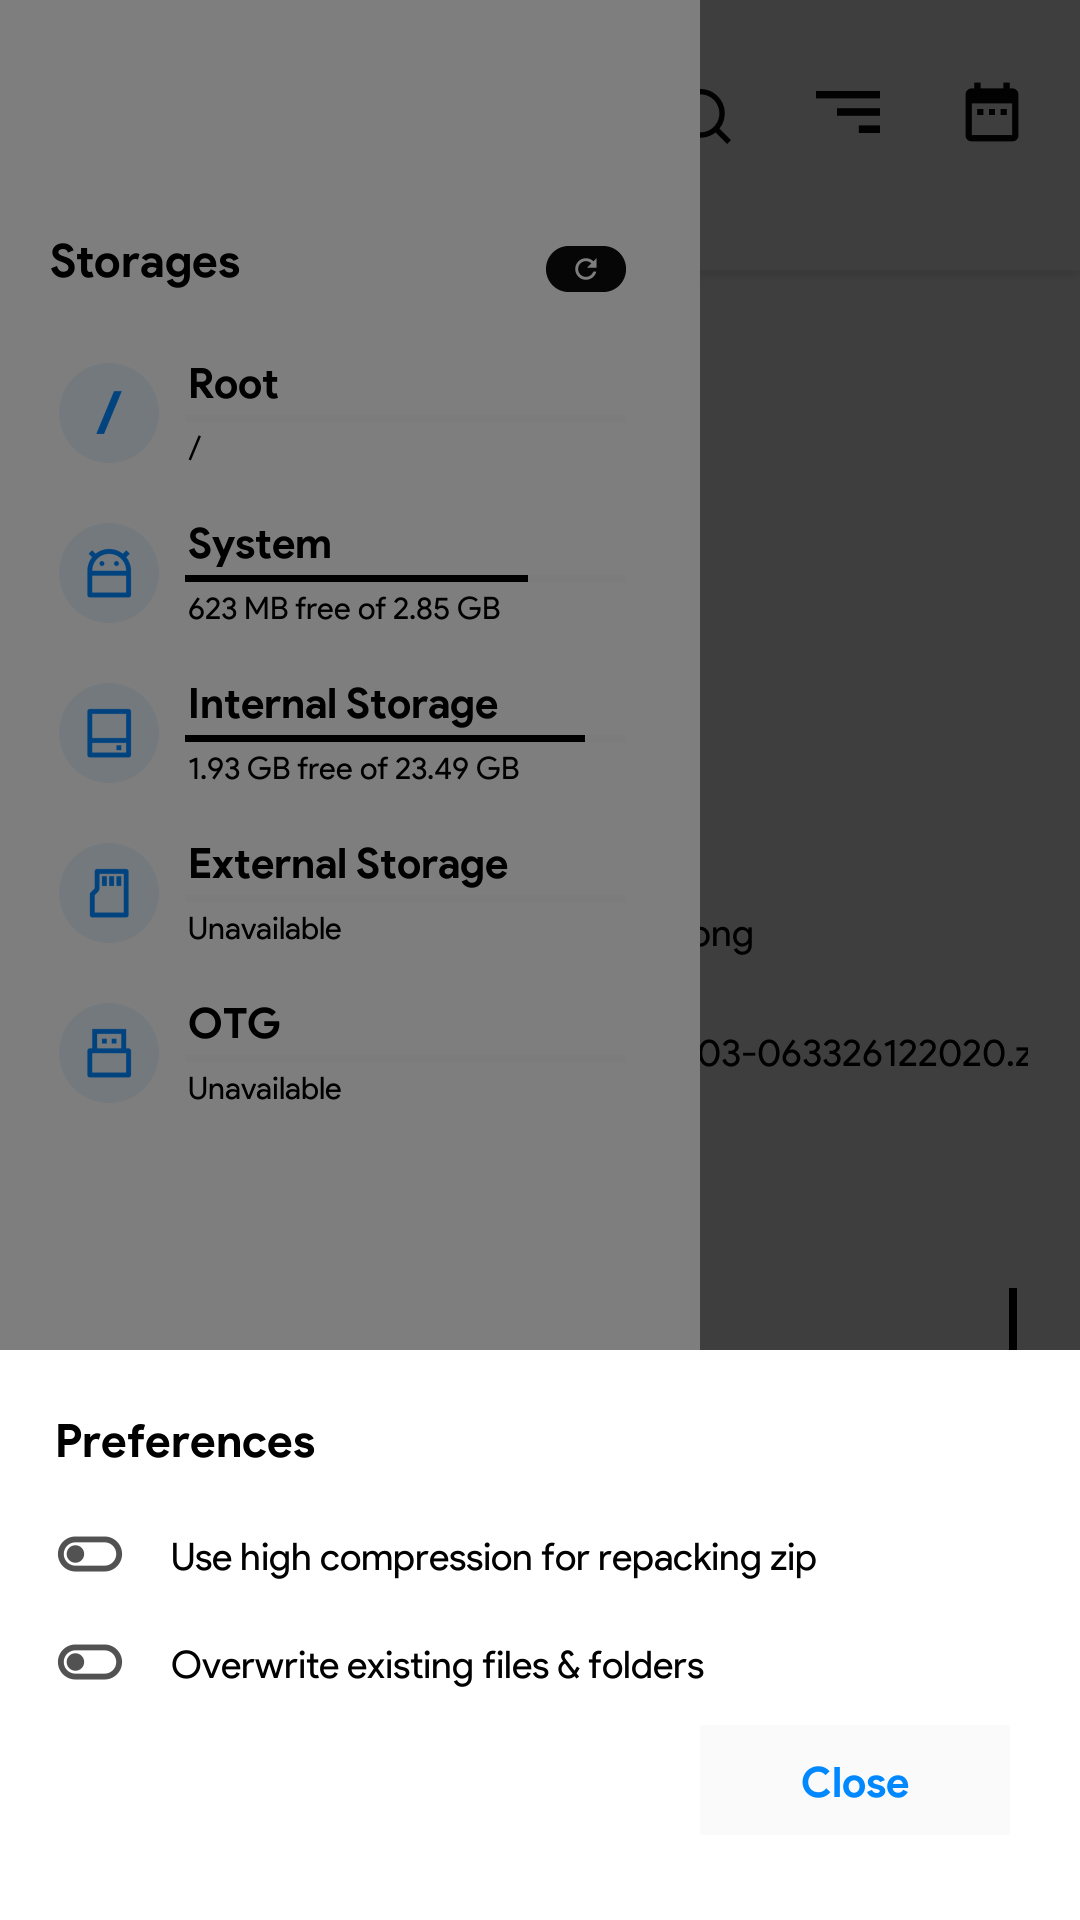 Storages
Root
/
System
623 MB free of 2.85 GB
Internal Storage
1.93 GB free of 23.49 GB
External Storage
Unavailable
ong
OTG
03-063326122020.z
Unavailable
Preferences
Use high compression for repacking zip
Overwrite existing files & folders
Close